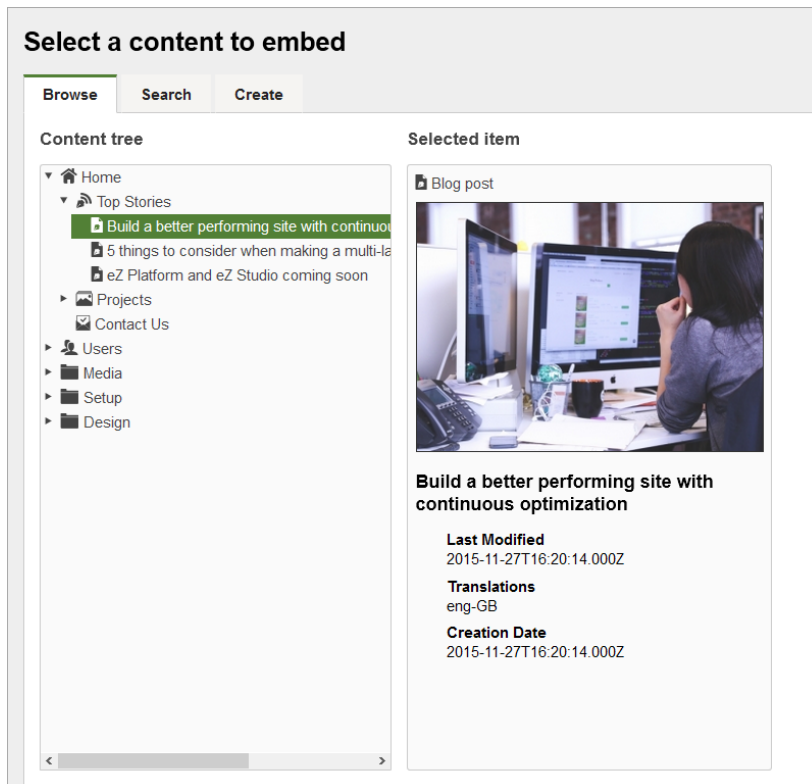 Select a content to embed
Browse
Search
Create
Content tree
Home
Top Stories
Build a better performing site with continuou
5 things to consider when making a multi-la
eZ Platform and eZ Studio coming soon
Projects
Contact Us
Users
Media
Setup
Design
Selected item
Blog post
Build a better performing site with
continuous optimization
Last Modified
2015-11-27T16:20:14.000Z
Translations
eng-GB
Creation Date
2015-11-27T16:20:14.000Z